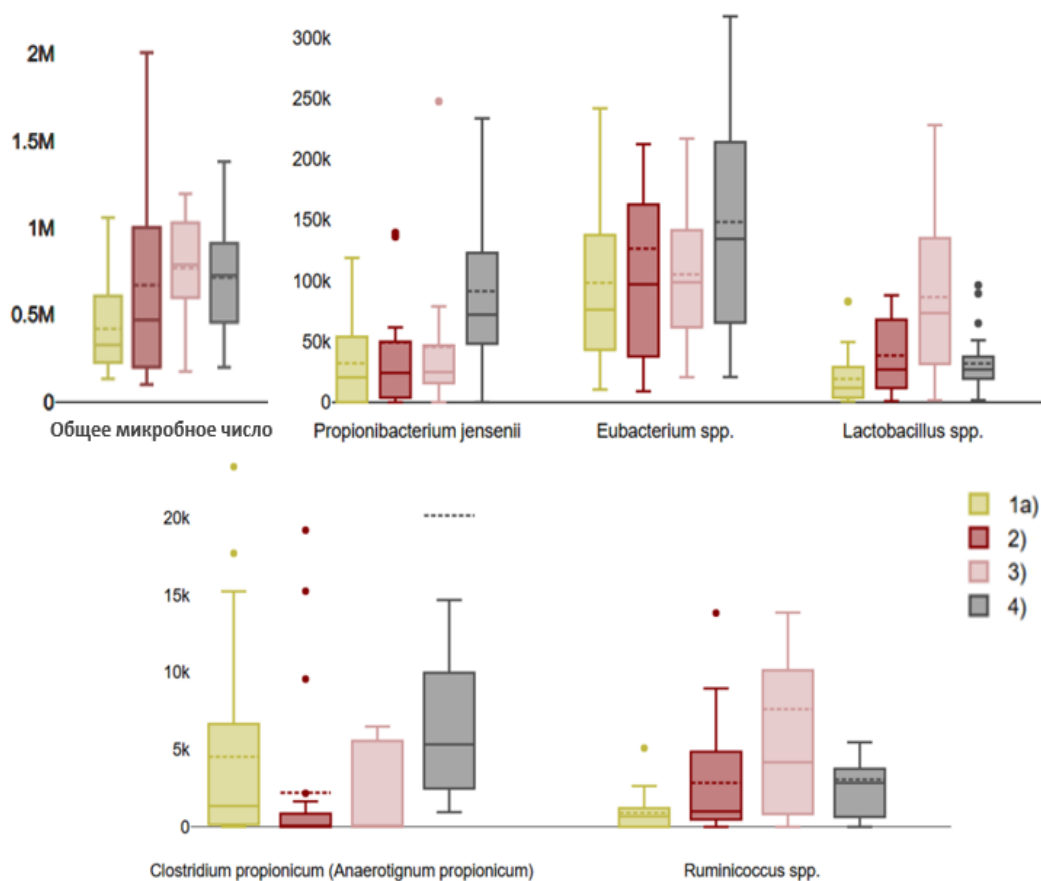 2M
1.5M
1M
0.5M
0
Общее микробное число
300k
250k
200k
150k
100k
50k
0
Propionibacterium jensenii
Eubacterium spp.
Lactobacillus spp.
20k
15k
10k
5k
0
Clostridium propionicum (Anaerotignum propionicum)
Ruminicoccus spp.
1a)
2)
3)
4)